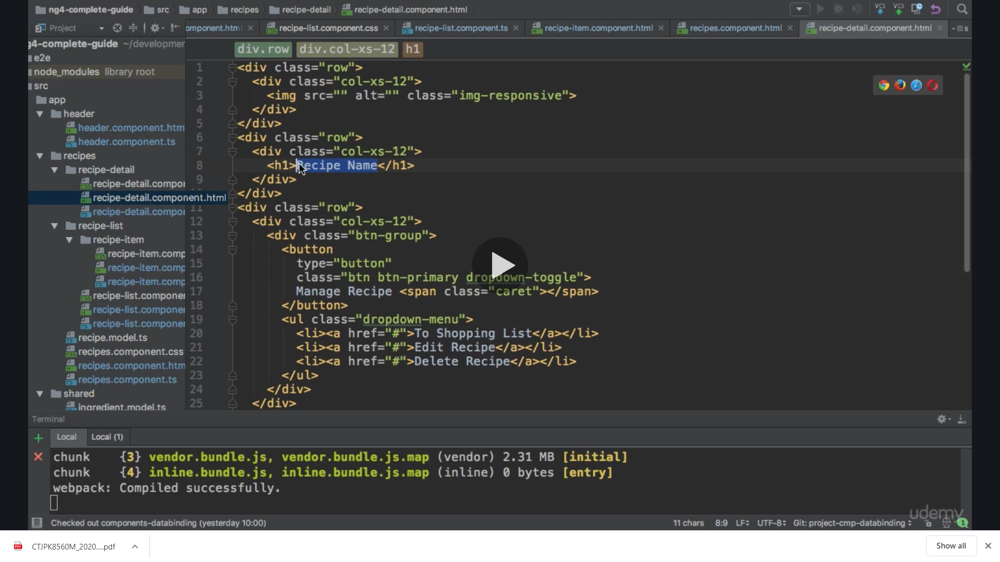 ng4-complete-guide src app recipes recipe-detail recipe-detail.component.html
Project
omponent.html recipe-list.component.css recipe-list.component.ts recipe-item.component.html recipes.component.html recipe-detail.component.html 5
g4-complete-guide ~/developmer
e2e
node_modules library root
src
app
header
header.component.htm
header.component.ts
recipes
recipe-detail
recipe-detail.compor
recipe-detail.component.html
recipe-detail.compor
recipe-list
recipe-item
recipe-item.comp
recipe-item.comp
recipe-item.comp
recipe-list.componer
recipe-list.componer
recipe-list.componer
recipe.model.ts
recipes.component.css
recipes.component.htm
recipes.component.ts
shared
ingredient.model.ts
div.row div.col-xs-12 h1
1 <div class="row">
2 <div class="col-xs-12">
3 <img src="" alt="" class="img-responsive">
4 </div>
5 </div>
6 <div class="row">
7 <div class="col-xs-12">
8 <h1>Recipe Name</h1>
9 </div>
</div>
11 <div class="row">
12 <div class="col-xs-12">
13 <div class="btn-group">
14 <button
15 type="button"
16 class="btn btn-primary dropdown-toggle">
17 Manage Recipe <span class="caret"></span>
18 </button>
19 <ul class="dropdown-menu">
20 <li><a href="#">To Shopping List</a></li>
21 <li><a href="#">Edit Recipe</a></li>
22 <li><a href="#">Delete Recipe</a></li>
23 </ul>
24 </div>
25 </div>
Terminal
Local Local (1)
chunk {3} vendor.bundle.js, vendor.bundle.js.map (vendor) 2.31 MB [initial]
chunk {4} inline.bundle.js, inline.bundle.js.map (inline) 0 bytes [entry]
webpack: Compiled successfully.
udemy
Checked out components-databinding (yesterday 10:00) 11 chars 8:9 LF UTF-8 Git: project-cmp-databinding 1
CTJPK8560M_2020....pdf Show all